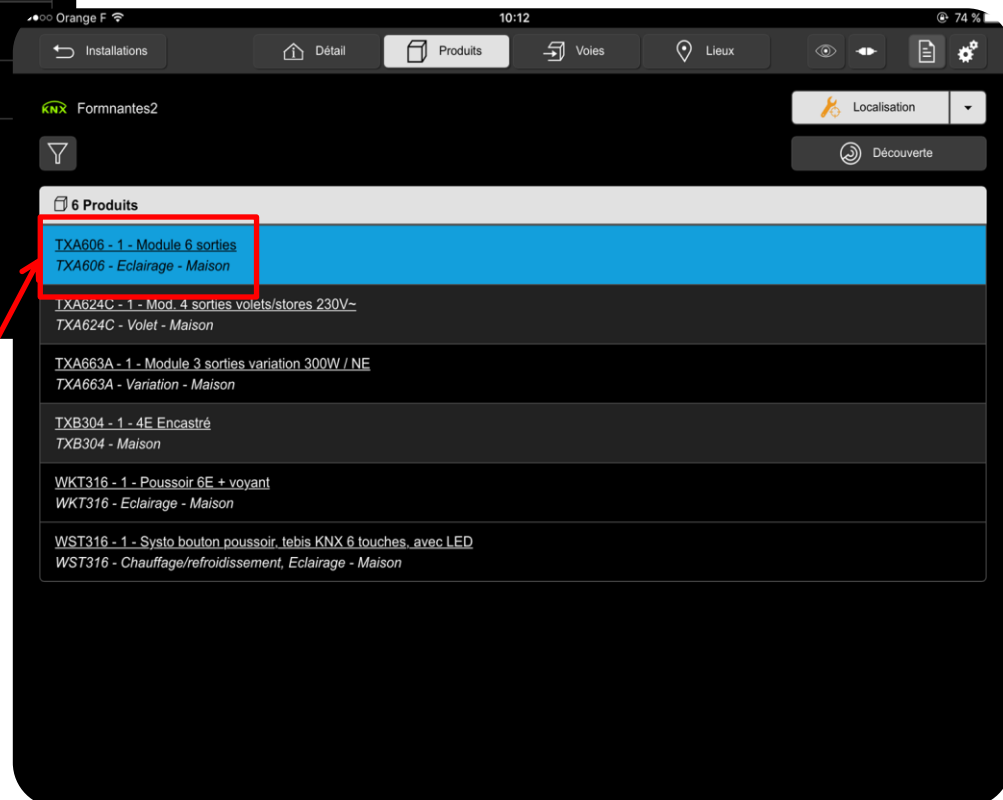 Orange F 10:12 74 %
Installations Détail Produits Voies Lieux
KNX Formnantes2 Localisation
Découverte
6 Produits
TXA606 - 1 - Module 6 sorties
TXA606 - Eclairage - Maison
TXA624C - 1 - Mod. 4 sorties volets/stores 230V~
TXA624C - Volet - Maison
TXA663A - 1 - Module 3 sorties variation 300W / NE
TXA663A - Variation - Maison
TXB304 - 1 - 4E Encastré
TXB304 - Maison
WKT316 - 1 - Poussoir 6E + voyant
WKT316 - Eclairage - Maison
WST316 - 1 - Systo bouton poussoir, tebis KNX 6 touches, avec LED
WST316 - Chauffage/refroidissement, Eclairage - Maison